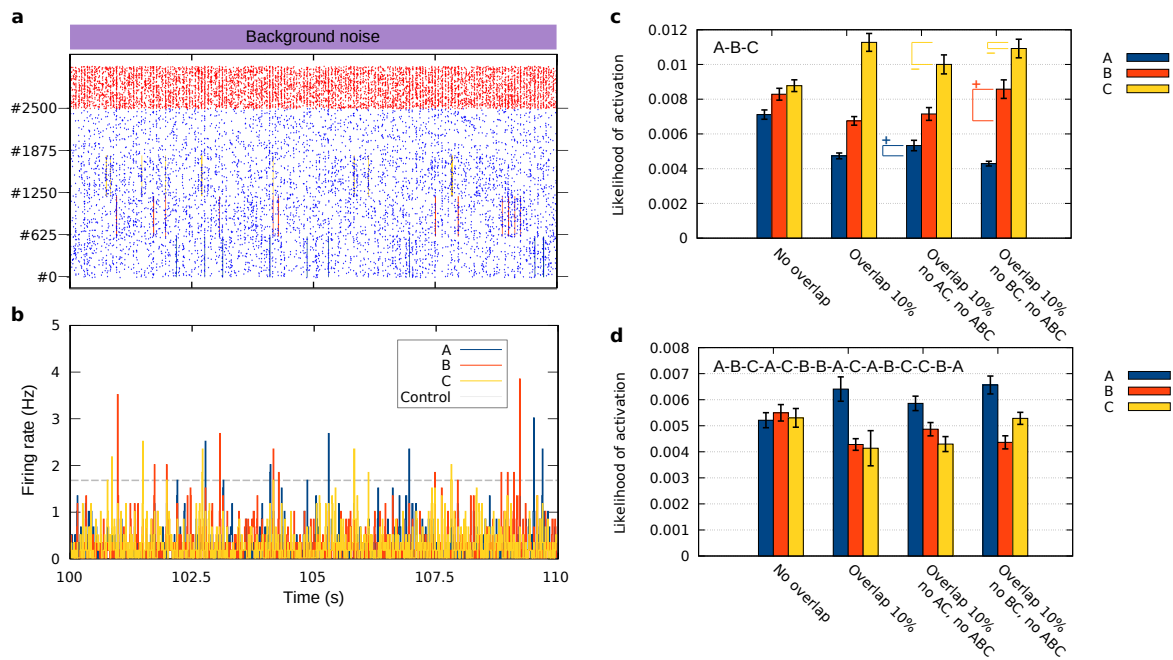 a
Background noise
#2500
#1875
#1250
#625
#0
b
5
4
3
2
1
0
Firing rate (Hz)
A
B
C
Control
100
102.5
105
107.5
110
Time (s)
c
0.012
0.01
0.008
0.006
0.004
0.002
0
Likelihood of activation
A-B-C
+
+
A
B
C
No overlap
Overlap 10%
Overlap 10%
no AC, no ABC
Overlap 10%
no BC, no ABC
d
0.008
0.007
0.006
0.005
0.004
0.003
0.002
0.001
0
Likelihood of activation
A-B-C-A-C-B-B-A-C-A-B-C-C-B-A
A
B
C
No overlap
Overlap 10%
Overlap 10%
no AC, no ABC
Overlap 10%
no BC, no ABC